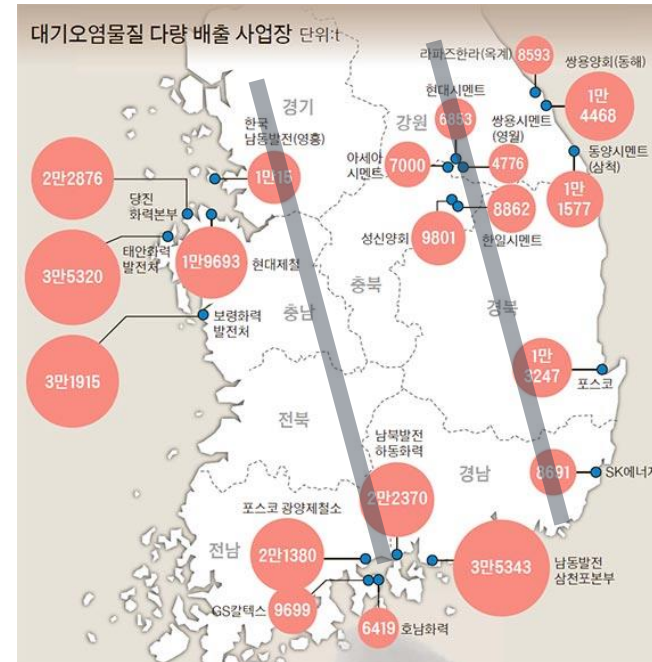 대기오염물질 다량 배출 사업장 단위:t
라파즈한라(옥계)
8593
쌍용양회(동해)
1만
4468
현대시멘트
6853
경기
강원
한국
남동발전(영흥)
1만15
쌍용시멘트
(영월)
4776
아세아
시멘트
7000
동양시멘트
(삼척)
1만
1577
2만2876
당진
화력본부
8862
한일시멘트
성신양회
9801
태안화력
발전처
3만5320
1만9693
현대제철
충북
충남
경북
보령화력
발전처
3만1915
1만
3247
포스코
전북
남북발전
하동화력
2만2370
경남
8691
SK에너지
포스코 광양제철소
2만1380
전남
3만5343
남동발전
삼천포본부
GS칼텍스
9699
6419
호남화력